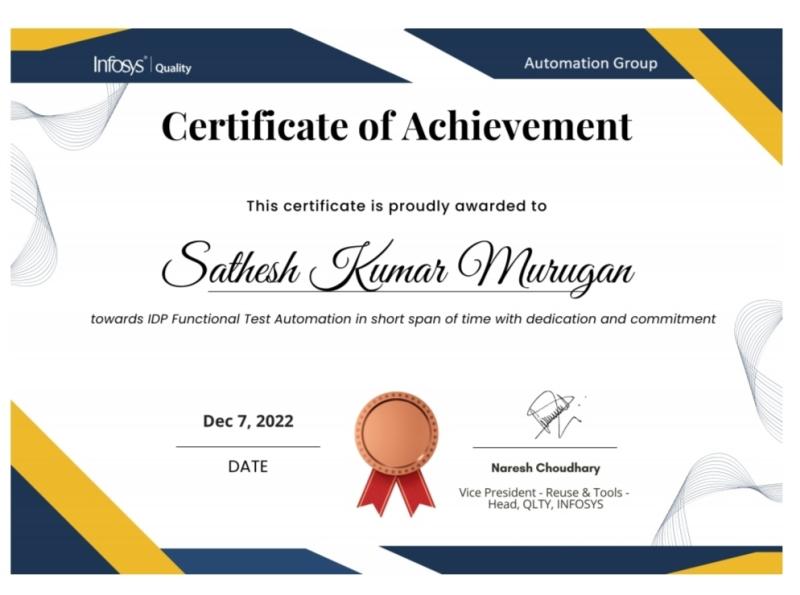 Infosys® | Quality
Automation Group
Certificate of Achievement
This certificate is proudly awarded to
Sathesh Kumar Murugan
towards IDP Functional Test Automation in short span of time with dedication and commitment
Dec 7, 2022
DATE
Naresh Choudhary
Vice President - Reuse & Tools -
Head, QLTY, INFOSYS